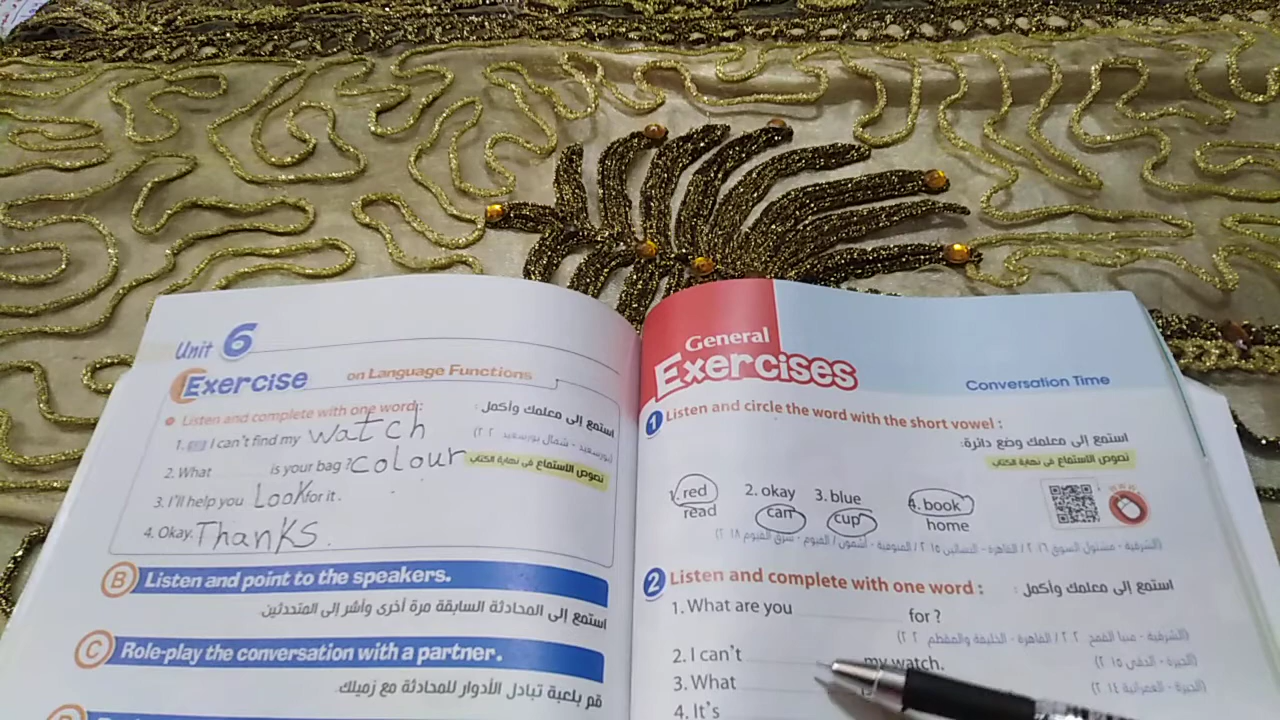 Unit 6
Exercise on Language Functions
Listen and complete with one word:
استمع إلى معلمك وأكمل :
1. I can't find my watch
(بورسعيد - شمال بورسعيد ٢٠٢)
2. What is your bag ? colour
نصوص الاستماع في نهاية الكتاب
3. I'll help you Look for it.
4. Okay. Thanks.
B Listen and point to the speakers.
استمع إلى المحادثة السابقة مرة أخرى وأشر إلى المتحدثين.
C Role-play the conversation with a partner.
قم بلعبة تبادل الأدوار للمحادثة مع زميلك
General
Exercises
Conversation Time
1 Listen and circle the word with the short vowel :
استمع إلى معلمك وضع دائرة:
نصوص الاستماع في نهاية الكتاب
1. red 2. okay 3. blue 4. book
read can cup home
2 Listen and complete with one word :
استمع إلى معلمك وأكمل :
1. What are you for ?
2. I can't my watch.
3. What
4. It's